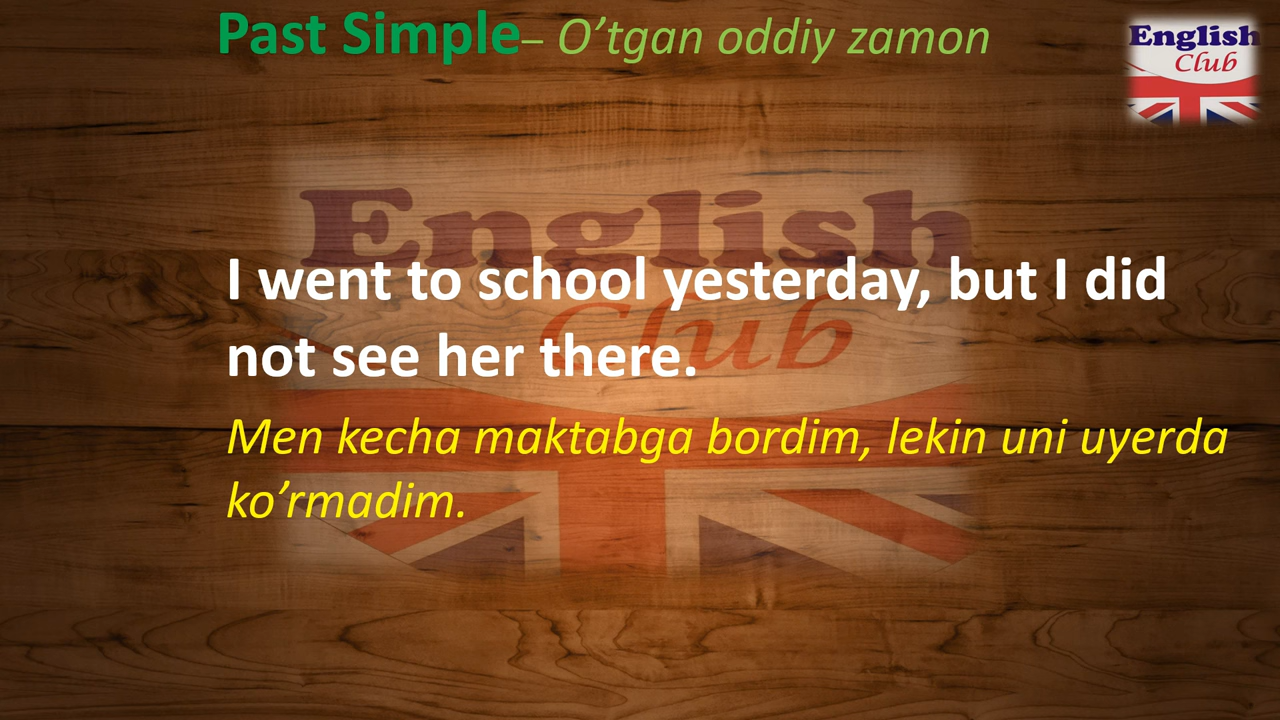 Past Simple– O’tgan oddiy zamon
English
Club
English
Club
I went to school yesterday, but I did
not see her there.
Men kecha maktabga bordim, lekin uni uyerda
ko’rmadim.